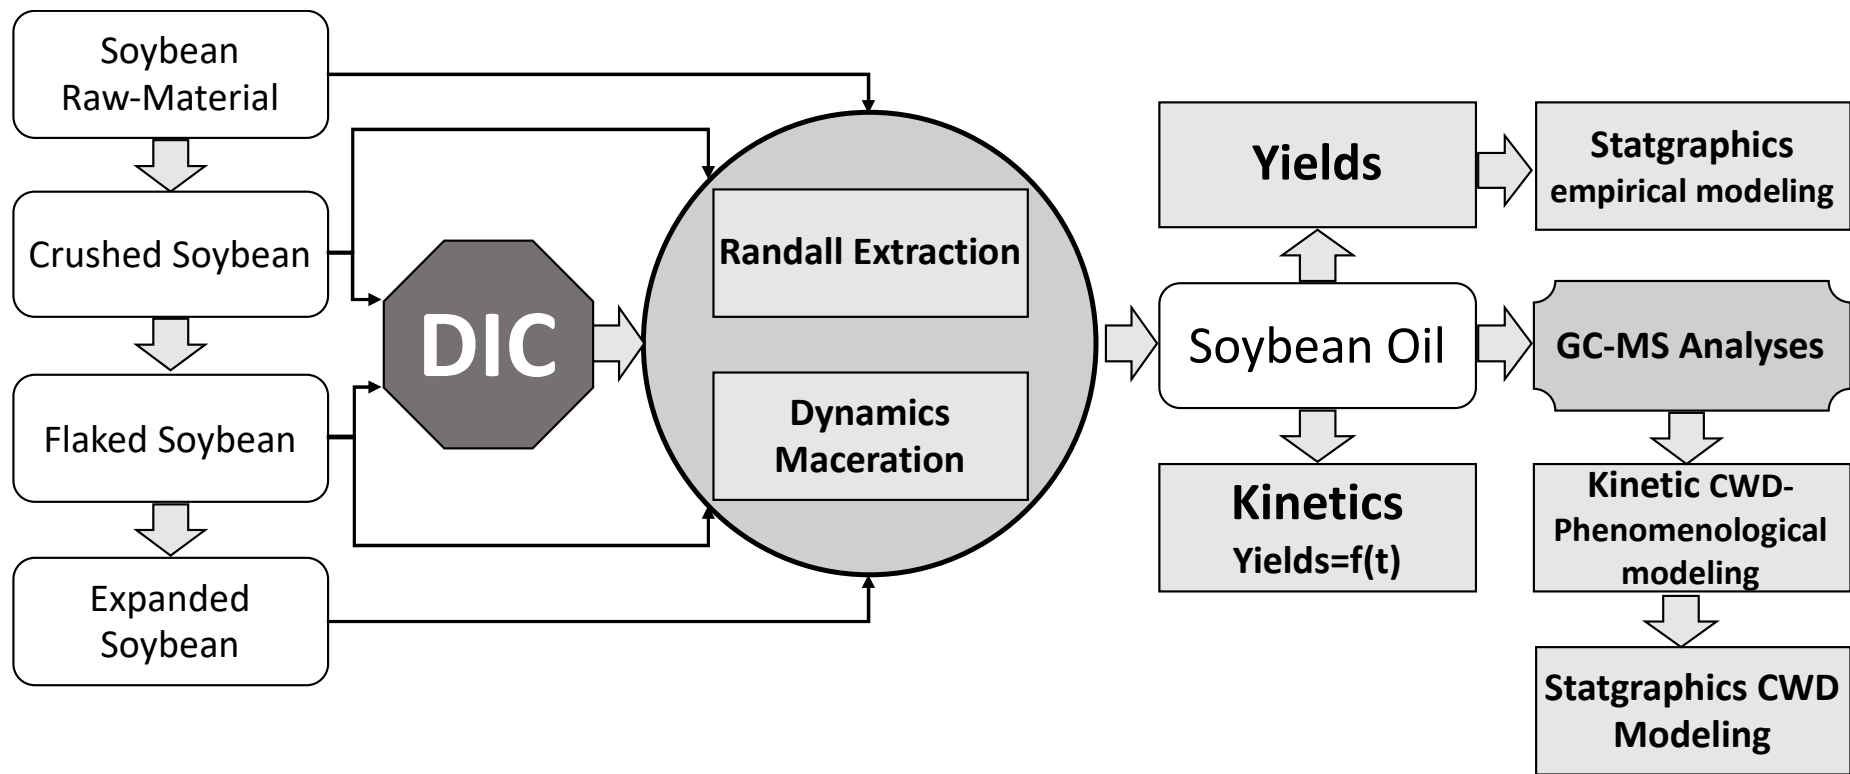 Soybean
Raw-Material
Crushed Soybean
Flaked Soybean
Expanded
Soybean
DIC
Randall Extraction
Dynamics
Maceration
Yields
Statgraphics
empirical modeling
Soybean Oil
GC-MS Analyses
Kinetics
Yields=f(t)
Kinetic CWD-
Phenomenological
modeling
Statgraphics CWD
Modeling